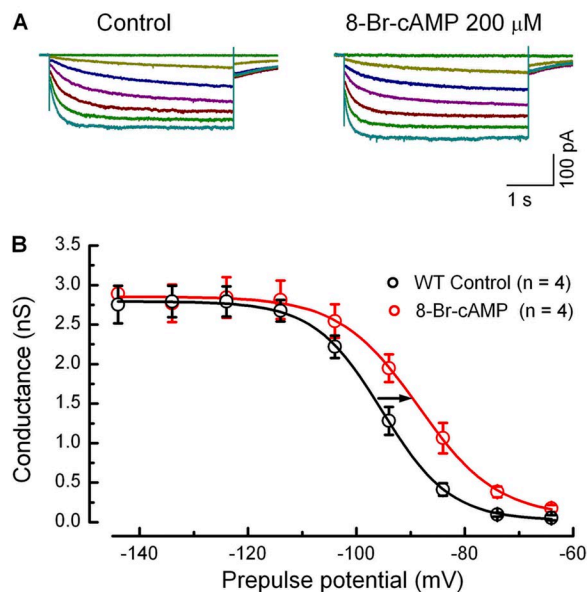 A
Control
8-Br-cAMP 200 μM
100 pA
1 s
B
3.5
3.0
2.5
2.0
1.5
1.0
0.5
0.0
Conductance (nS)
WT Control (n = 4)
8-Br-cAMP (n = 4)
-140 -120 -100 -80 -60
Prepulse potential (mV)